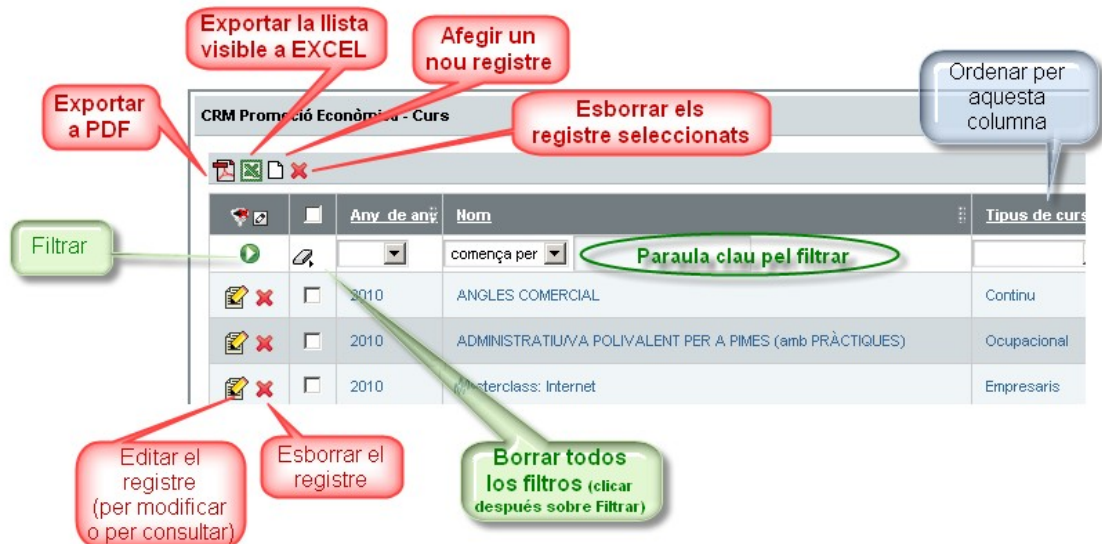 Exportar la llista
visible a EXCEL
Afegir un
nou registre
Ordenar per
aquesta
columna
Exportar
a PDF
Esborrar els
registre seleccionats
CRM Promoció Econòmica - Curs
Any de any
Nom
Tipus de curs
Filtrar
comença per
Paraula clau pel filtrar
2010
ANGLES COMERCIAL
Continu
2010
ADMINISTRATIU/VA POLIVALENT PER A PIMES (amb PRÀCTIQUES)
Ocupacional
2010
Masterclass: Internet
Empresaris
Editar el
registre
(per modificar
o per consultar)
Esborrar el
registre
Borrar todos
los filtros (clicar
después sobre Filtrar)